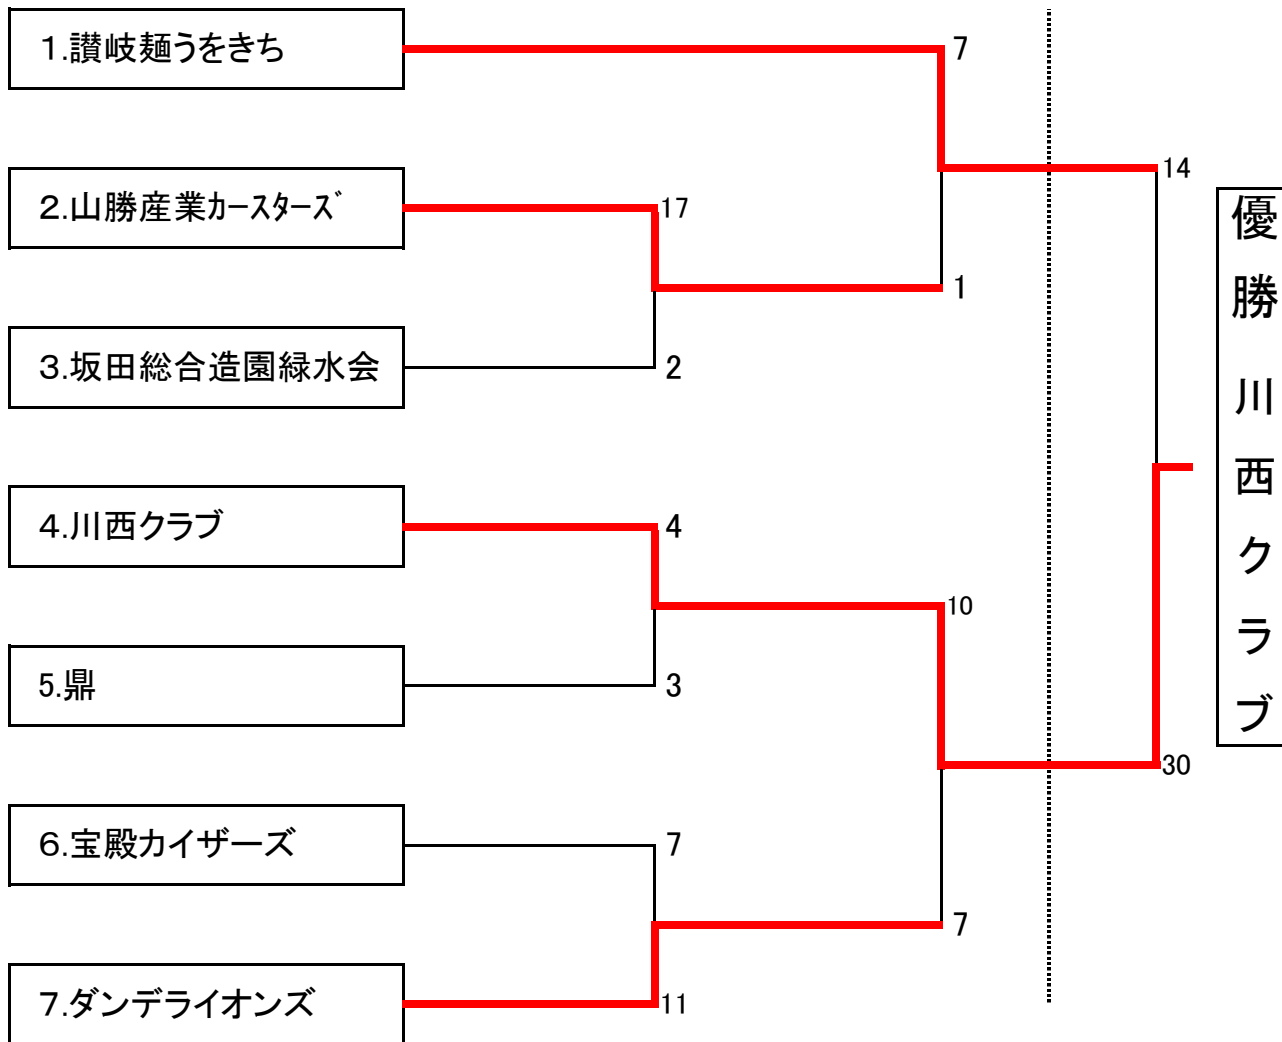 1.讃岐麺うをきち
7
14
2.山勝産業ｶｰｽﾀｰｽﾞ
17
1
3.坂田総合造園緑水会
2
4.川西クラブ
4
10
5.鼎
3
30
6.宝殿カイザーズ
7
7
7.ダンデライオンズ
11
優勝 川西クラブ